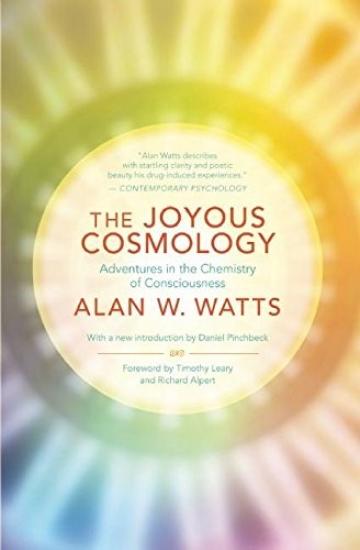 "Alan Watts describes
with startling clarity and poetic
beauty his drug-induced experiences."
— CONTEMPORARY PSYCHOLOGY
THE JOYOUS
COSMOLOGY
Adventures in the Chemistry
of Consciousness
ALAN W. WATTS
With a new introduction by Daniel Pinchbeck
Foreword by Timothy Leary
and Richard Alpert